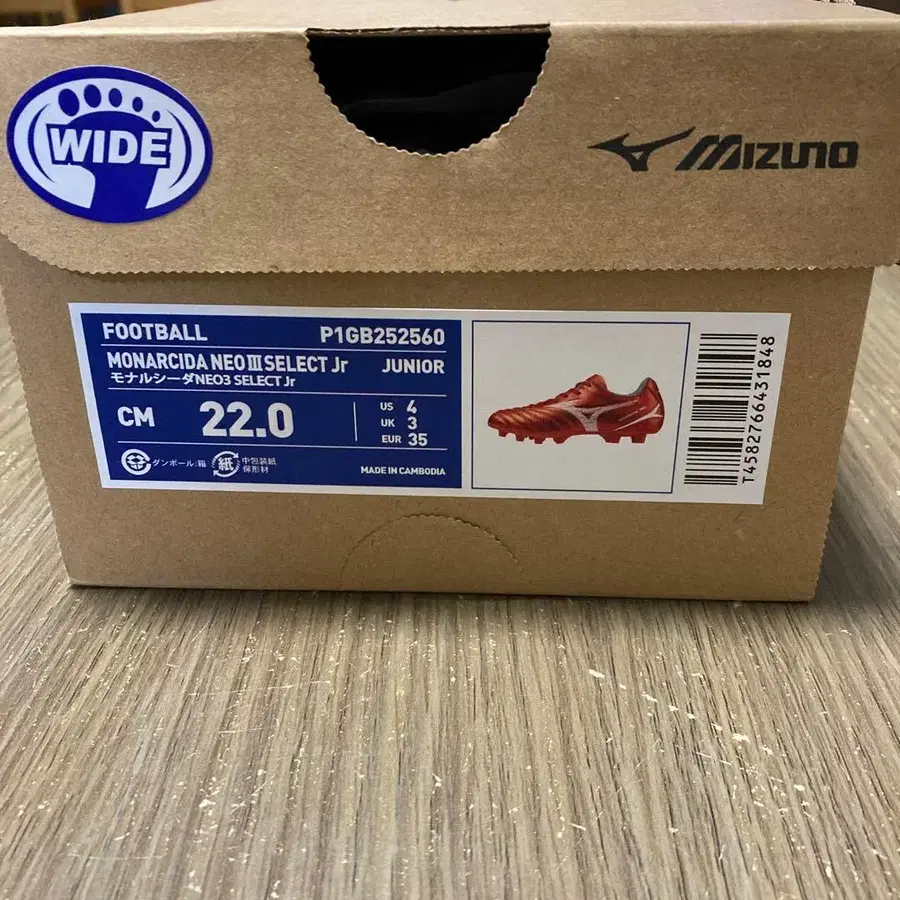 WIDE
MIZUNO
FOOTBALL P1GB252560
MONARCIDA NEO III SELECT Jr JUNIOR
モナルシーダNEO3 SELECT Jr
CM 22.0
US 4
UK 3
EUR 35
ダンボール:箱
紙 中包装紙
保形材
MADE IN CAMBODIA
T4582766431848